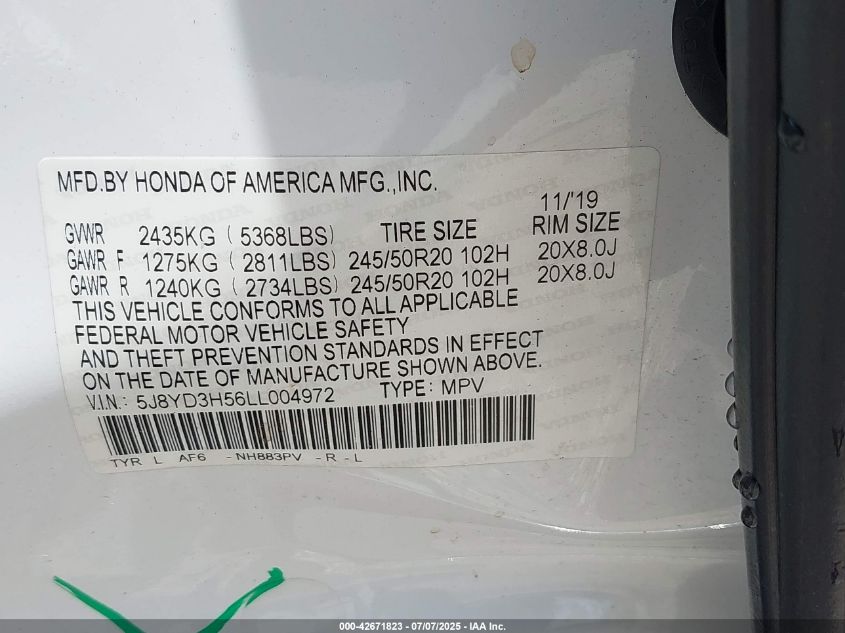 MFD.BY HONDA OF AMERICA MFG.,INC.
11/'19
GVWR 2435KG ( 5368LBS) TIRE SIZE RIM SIZE
GAWR F 1275KG ( 2811LBS) 245/50R20 102H 20X8.0J
GAWR R 1240KG ( 2734LBS) 245/50R20 102H 20X8.0J
THIS VEHICLE CONFORMS TO ALL APPLICABLE
FEDERAL MOTOR VEHICLE SAFETY
AND THEFT PREVENTION STANDARDS IN EFFECT
ON THE DATE OF MANUFACTURE SHOWN ABOVE.
V.I.N.: 5J8YD3H56LL004972 TYPE: MPV
TYR L AF6 - NH883PV - R - L
000-42671823 / 07/07/2025 - IAA Inc.